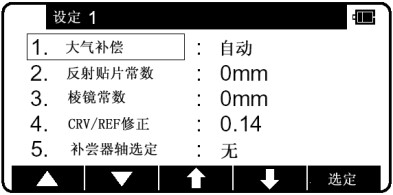 设定 1
1. 大气补偿 : 自动
2. 反射贴片常数 : 0mm
3. 棱镜常数 : 0mm
4. CRV/REF修正 : 0.14
5. 补尝器轴选定 : 无
选定